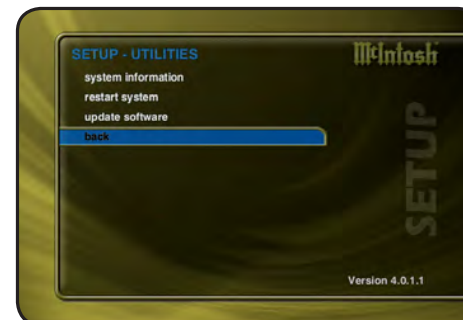 SETUP - UTILITIES
McIntosh
system information
restart system
update software
back
SETUP
Version 4.0.1.1